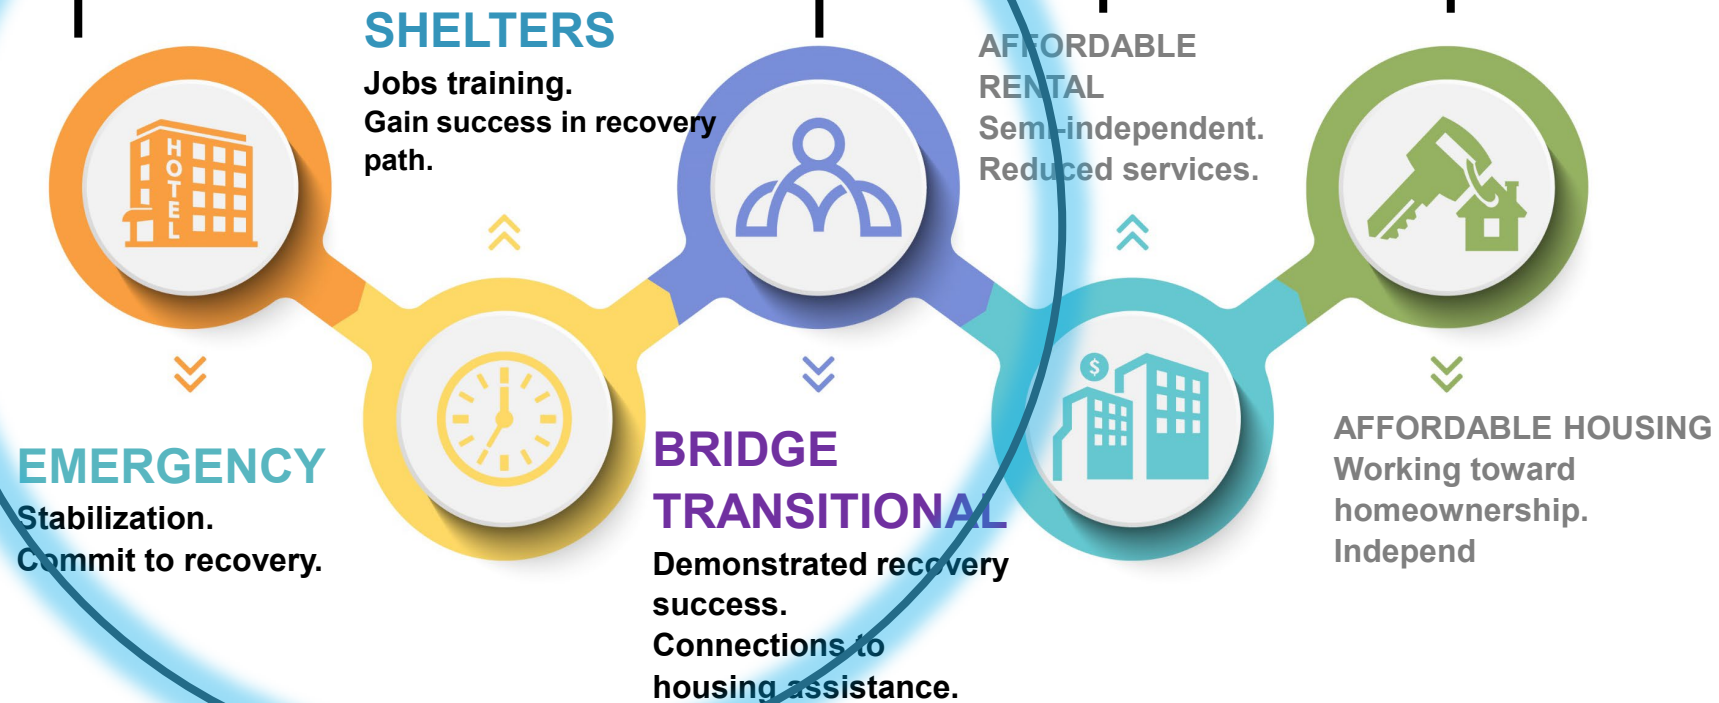 SHELTERS
Jobs training.
Gain success in recovery
path.
AFFORDABLE
RENTAL
Semi-independent.
Reduced services.
HOTEL
$
EMERGENCY
Stabilization.
Commit to recovery.
BRIDGE
TRANSITIONAL
Demonstrated recovery
success.
Connections to
housing assistance.
AFFORDABLE HOUSING
Working toward
homeownership.
Independ